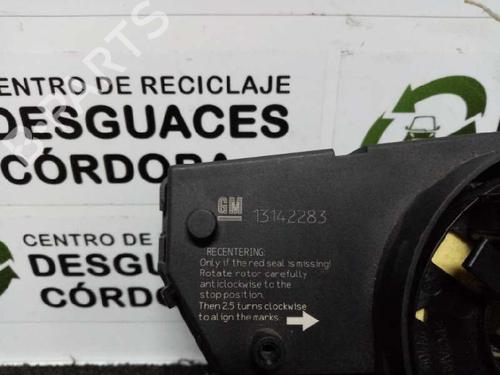 PARTS
CENTRO DE RECICLAJE
DESGUACES
CÓRDOBA
GM 13142283
RECENTERING:
Only if the red seal is missing!
Rotate rotor carefully
anticlockwise to the
stop position.
Then 2.5 turns clockwise
to align the marks.
CENTRO DE
DESGUACES
CÓRDOBA